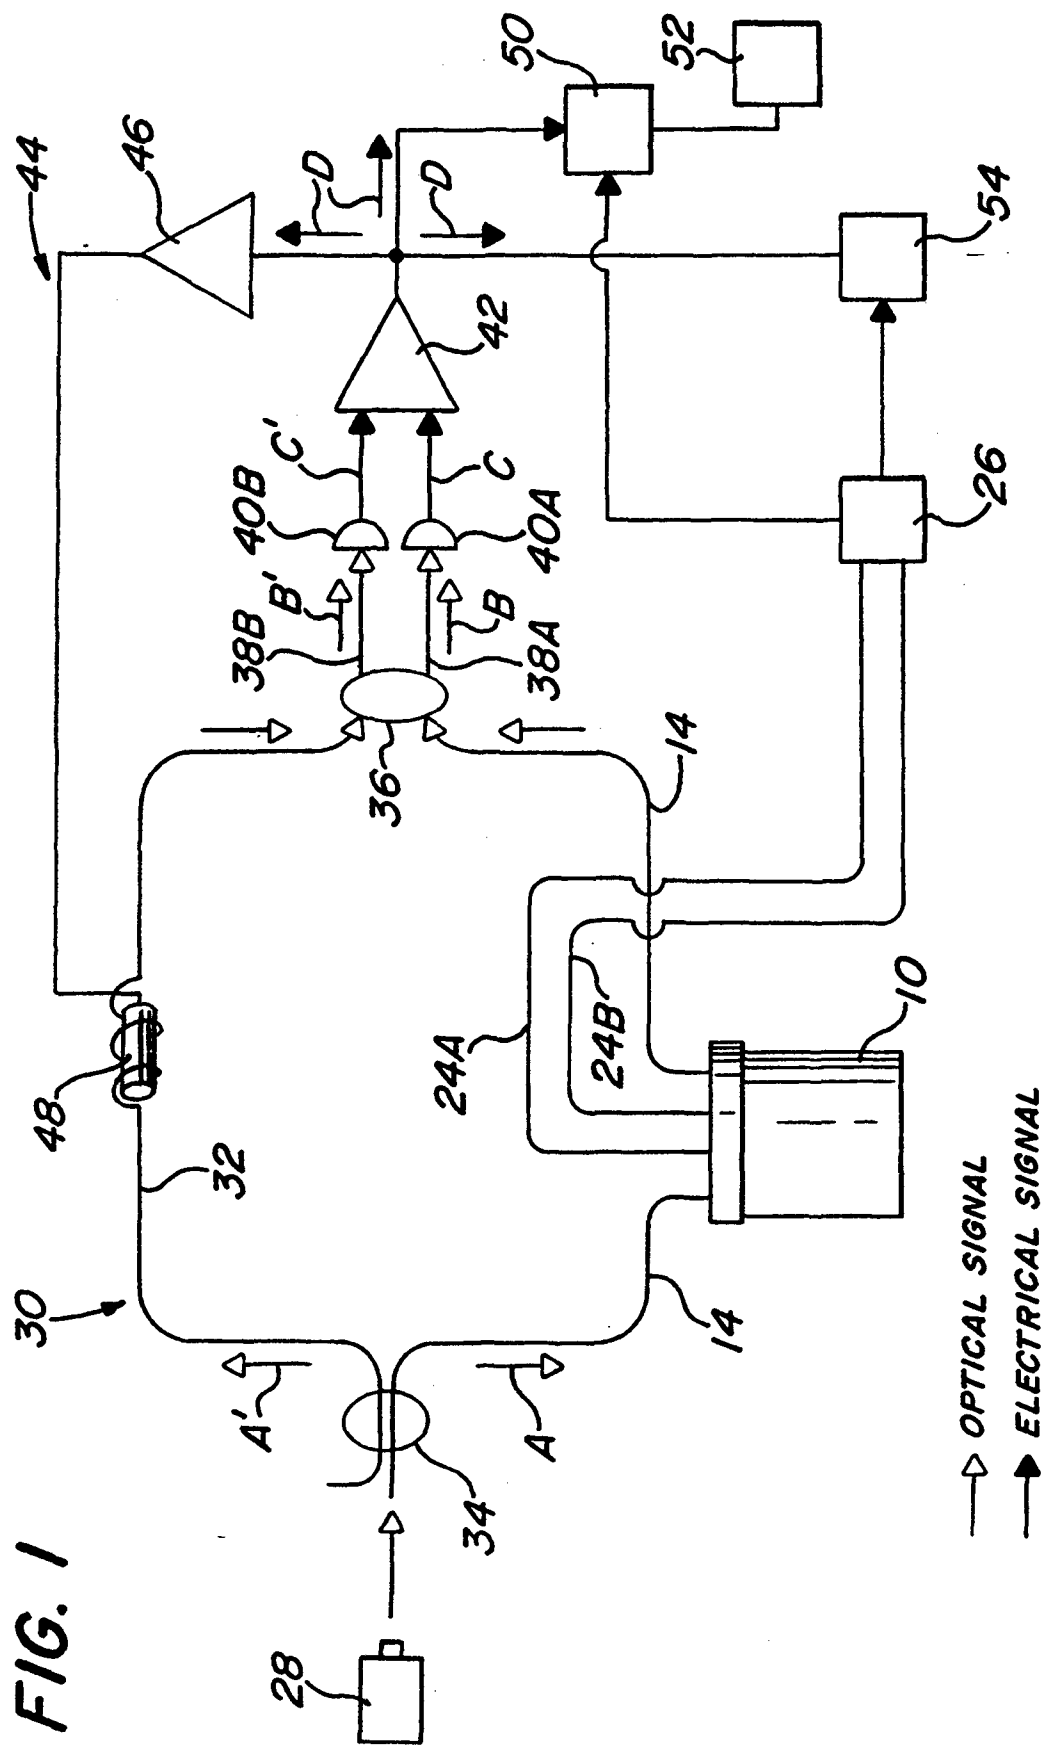 FIG. 1
28
34
A'
A
30
32
48
14
10
24A
24B
14
36
38B
38A
B'
B
40B
40A
C'
C
42
44
46
D
D
50
52
54
26
OPTICAL SIGNAL
ELECTRICAL SIGNAL